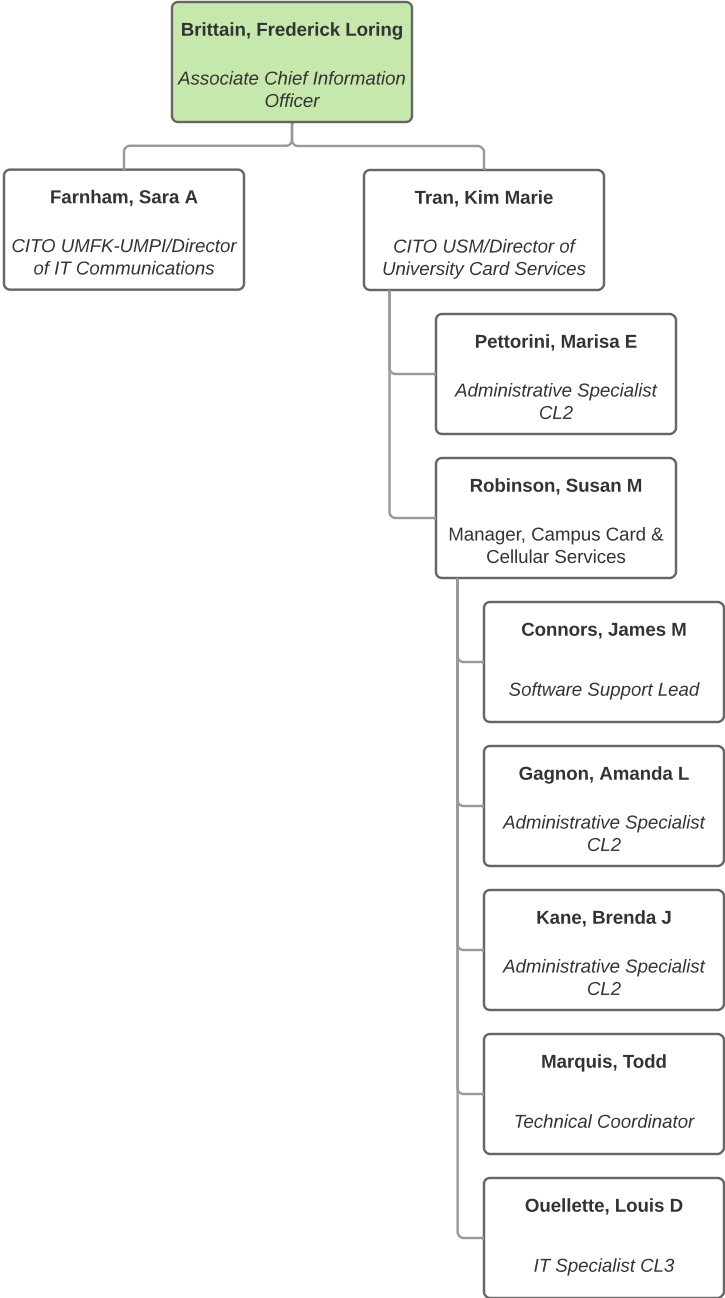 Brittain, Frederick Loring
Associate Chief Information
Officer
Farnham, Sara A
CITO UMFK-UMPI/Director
of IT Communications
Tran, Kim Marie
CITO USM/Director of
University Card Services
Pettorini, Marisa E
Administrative Specialist
CL2
Robinson, Susan M
Manager, Campus Card &
Cellular Services
Connors, James M
Software Support Lead
Gagnon, Amanda L
Administrative Specialist
CL2
Kane, Brenda J
Administrative Specialist
CL2
Marquis, Todd
Technical Coordinator
Ouellette, Louis D
IT Specialist CL3